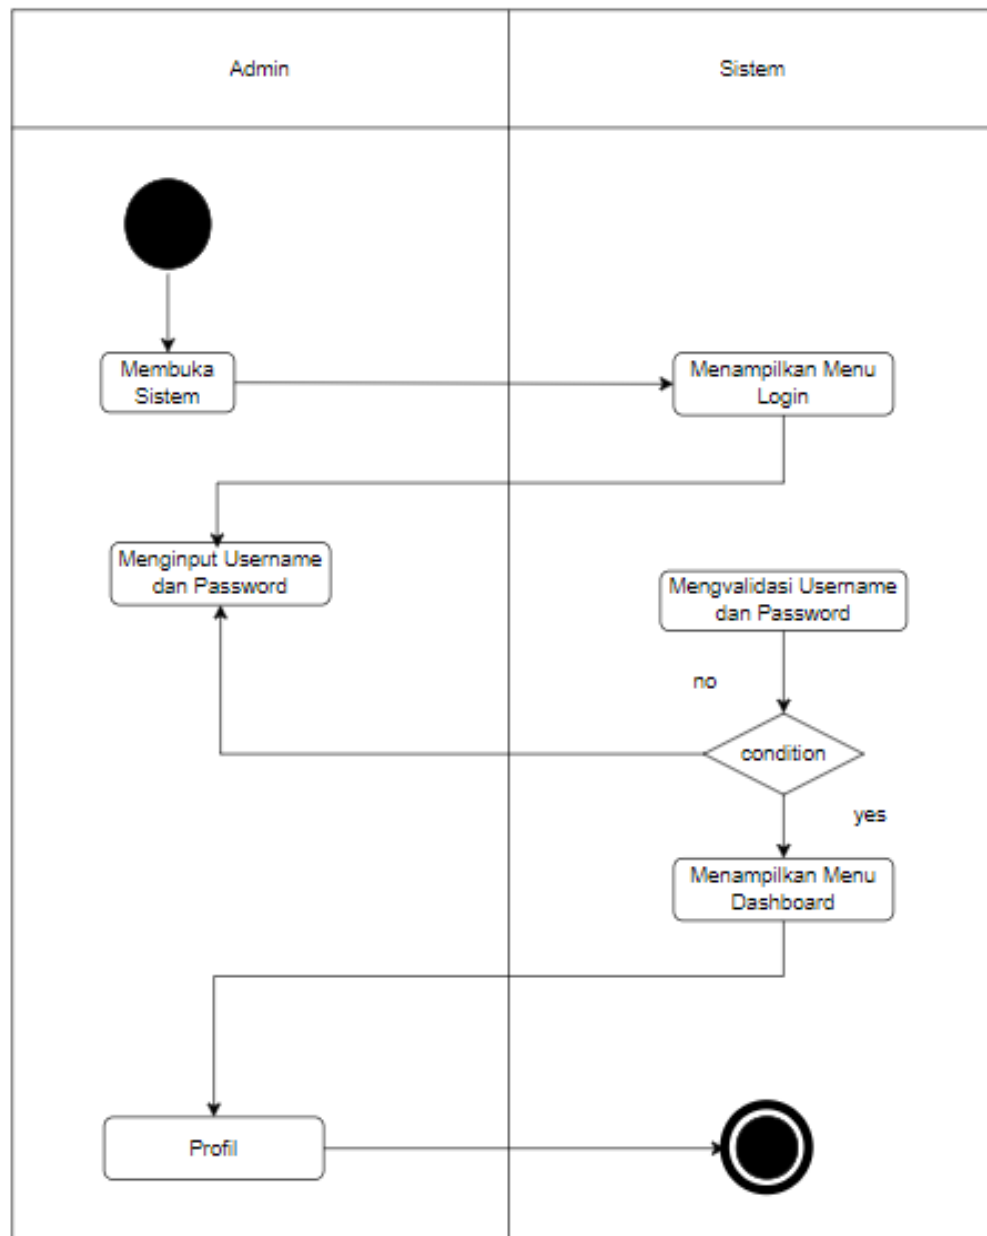 Admin
Sistem
Membuka
Sistem
Menampilkan Menu
Login
Menginput Username
dan Password
Mengvalidasi Username
dan Password
no
condition
yes
Menampilkan Menu
Dashboard
Profil